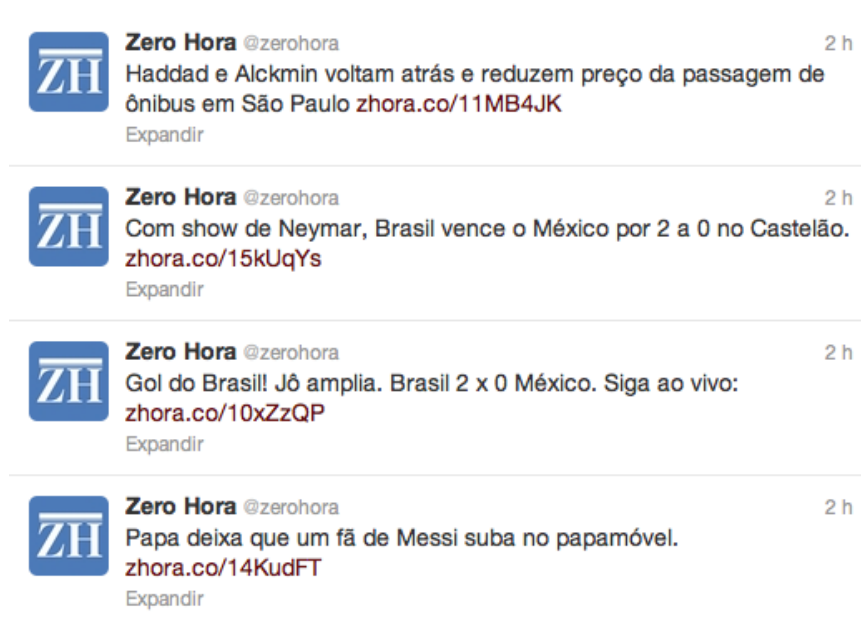 ZH
Zero Hora @zerohora 2 h
Haddad e Alckmin voltam atrás e reduzem preço da passagem de
ônibus em São Paulo zhora.co/11MB4JK
Expandir
ZH
Zero Hora @zerohora 2 h
Com show de Neymar, Brasil vence o México por 2 a 0 no Castelão.
zhora.co/15kUqYs
Expandir
ZH
Zero Hora @zerohora 2 h
Gol do Brasil! Jô amplia. Brasil 2 x 0 México. Siga ao vivo:
zhora.co/10xZzQP
Expandir
ZH
Zero Hora @zerohora 2 h
Papa deixa que um fã de Messi suba no papamóvel.
zhora.co/14KudFT
Expandir